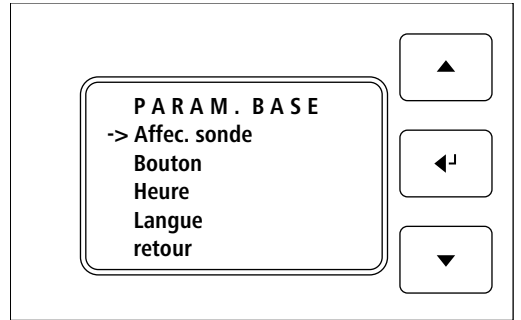 PARAM. BASE
-> Affec. sonde
Bouton
Heure
Langue
retour